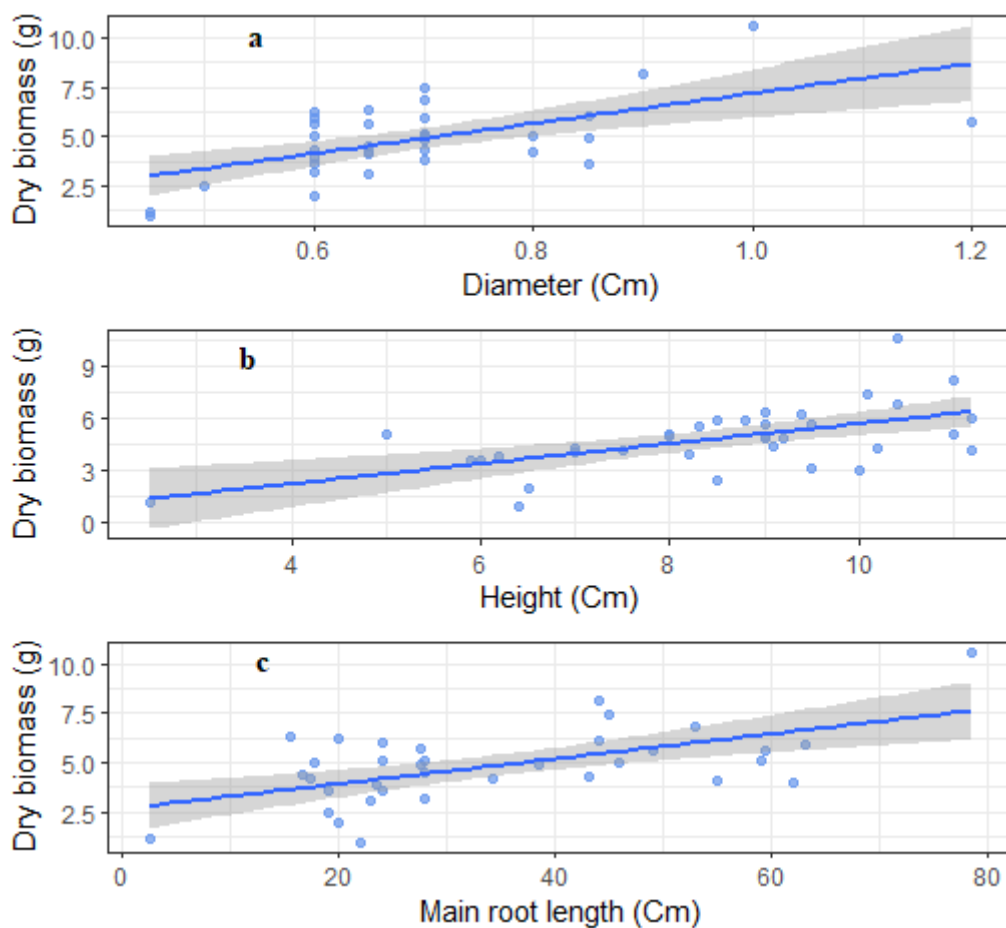 a
Dry biomass (g)
10.0
7.5
5.0
2.5
0.6 0.8 1.0 1.2
Diameter (Cm)
b
Dry biomass (g)
9
6
3
0
4 6 8 10
Height (Cm)
c
Dry biomass (g)
10.0
7.5
5.0
2.5
0 20 40 60 80
Main root length (Cm)